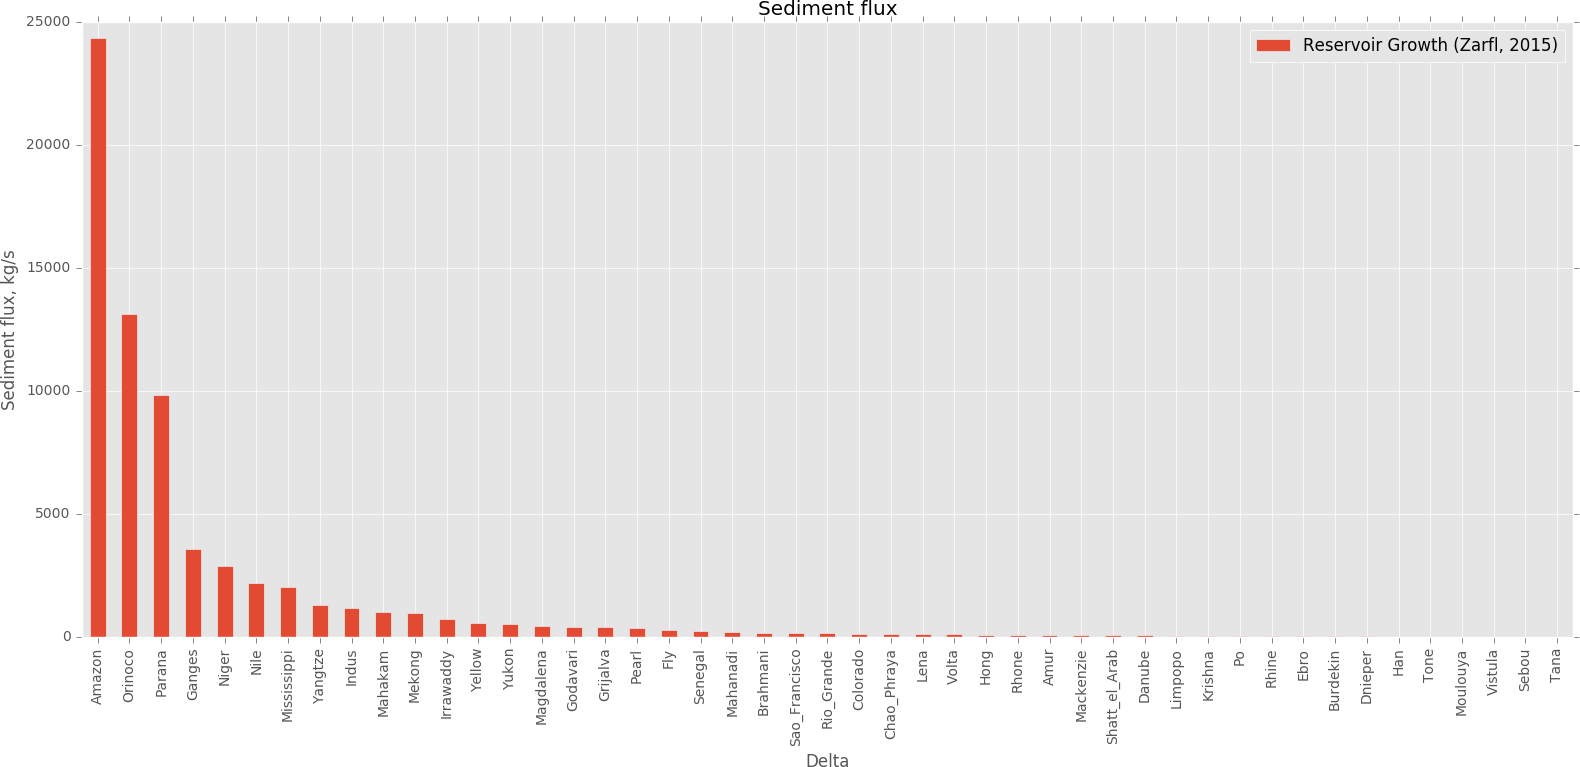 Sediment flux
Reservoir Growth (Zarfl, 2015)
Sediment flux, kg/s
25000
20000
15000
10000
5000
0
Amazon
Orinoco
Parana
Ganges
Niger
Nile
Mississippi
Yangtze
Indus
Mahakam
Mekong
Irrawaddy
Yellow
Yukon
Magdalena
Godavari
Grijalva
Pearl
Fly
Senegal
Mahanadi
Brahmani
Sao_Francisco
Rio_Grande
Colorado
Chao_Phraya
Lena
Volta
Hong
Rhone
Amur
Mackenzie
Shatt_el_Arab
Danube
Limpopo
Krishna
Po
Rhine
Ebro
Burdekin
Dnieper
Han
Tone
Moulouya
Vistula
Sebou
Tana
Delta